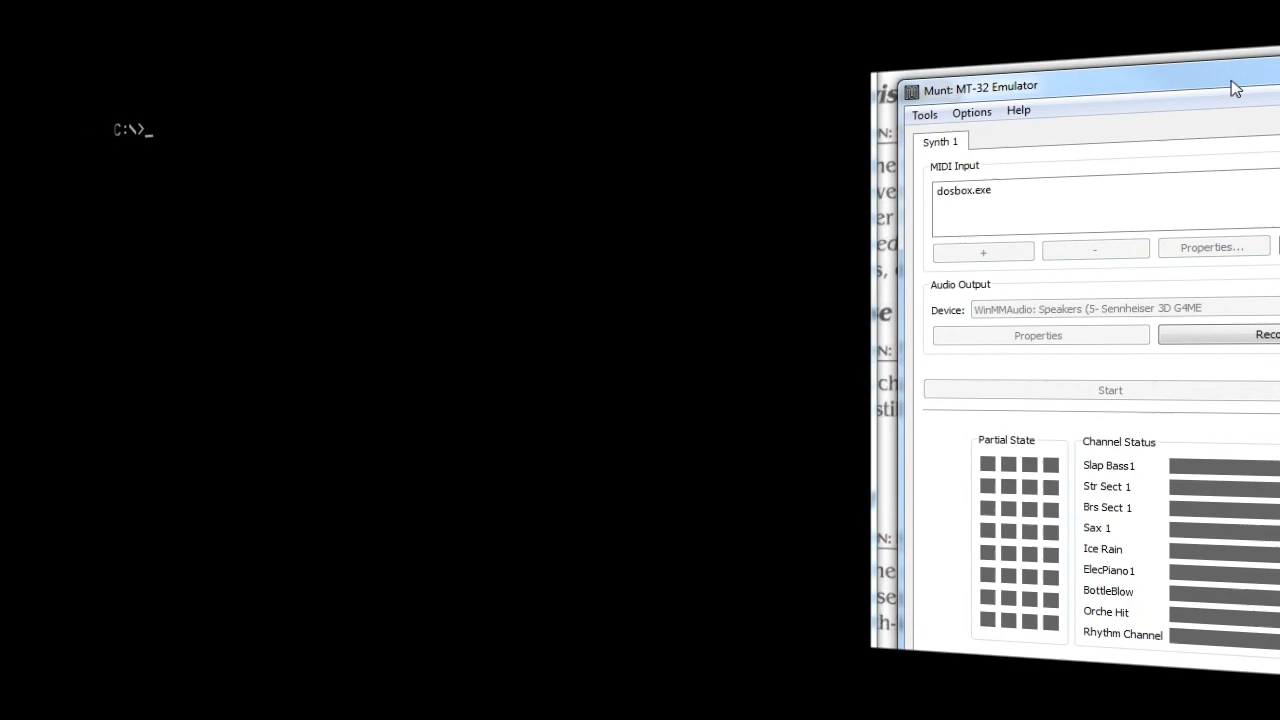 C:\>_
Munt: MT-32 Emulator
Tools Options Help
Synth 1
MIDI Input
dosbox.exe
+ - Properties...
Audio Output
Device: WinMMAudio: Speakers (5- Sennheiser 3D G4ME
Properties Reco
Start
Partial State Channel Status
Slap Bass1
Str Sect 1
Brs Sect 1
Sax 1
Ice Rain
ElecPiano1
BottleBlow
Orche Hit
Rhythm Channel